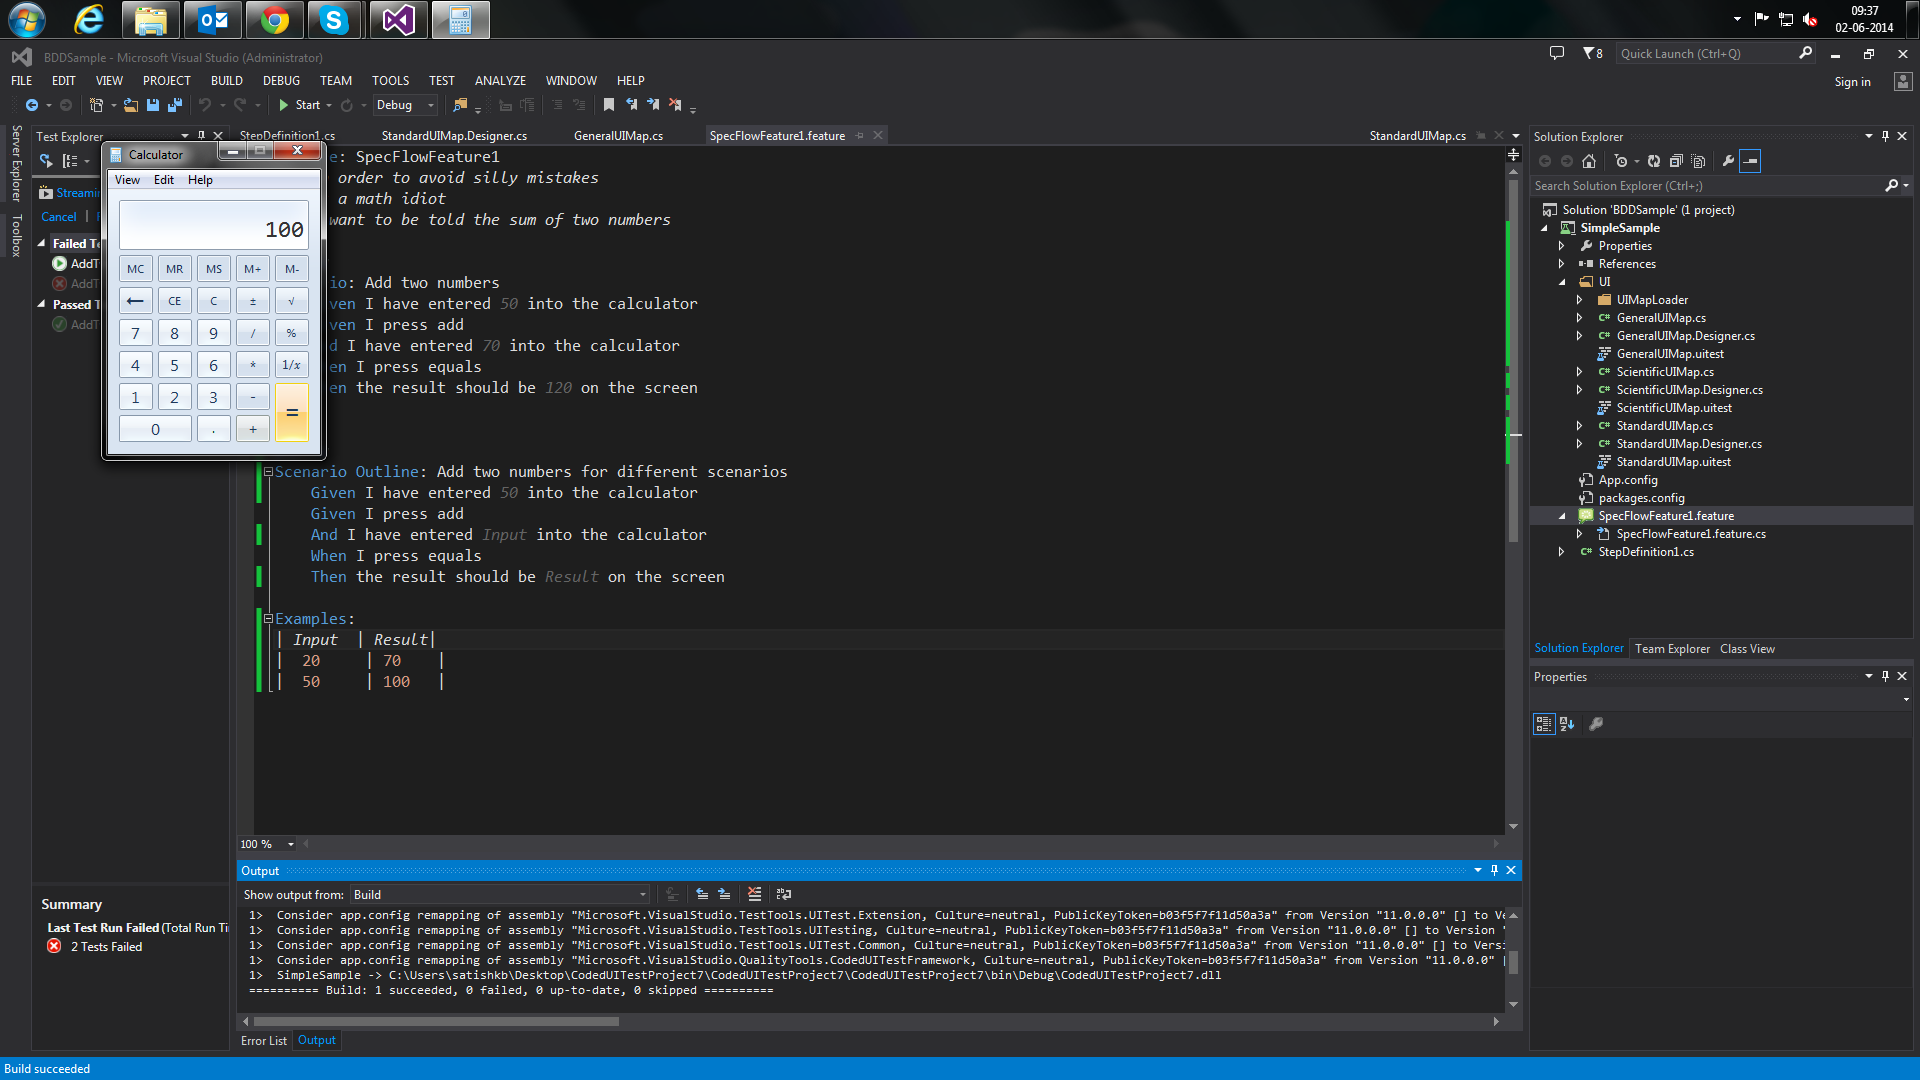 09:37
02-06-2014
BDDSample - Microsoft Visual Studio (Administrator)
8
Quick Launch (Ctrl+Q)
FILE EDIT VIEW PROJECT BUILD DEBUG TEAM TOOLS TEST ANALYZE WINDOW HELP
Sign in
Start
Debug
Server Explorer
Toolbox
Test Explorer
Streami
Cancel
Failed Te
AddT
AddT
Passed T
AddT
Summary
Last Test Run Failed (Total Run Ti
2 Tests Failed
Calculator
View Edit Help
100
MC MR MS M+ M-
← CE C ± √
7 8 9 / %
4 5 6 * 1/x
1 2 3 - =
0 . +
StepDefinition1.cs StandardUIMap.Designer.cs GeneralUIMap.cs SpecFlowFeature1.feature StandardUIMap.cs
e: SpecFlowFeature1
order to avoid silly mistakes
a math idiot
want to be told the sum of two numbers
io: Add two numbers
ven I have entered 50 into the calculator
ven I press add
d I have entered 70 into the calculator
en I press equals
en the result should be 120 on the screen
Scenario Outline: Add two numbers for different scenarios
Given I have entered 50 into the calculator
Given I press add
And I have entered Input into the calculator
When I press equals
Then the result should be Result on the screen
Examples:
| Input | Result|
| 20 | 70 |
| 50 | 100 |
100 %
Output
Show output from: Build
1> Consider app.config remapping of assembly "Microsoft.VisualStudio.TestTools.UITest.Extension, Culture=neutral, PublicKeyToken=b03f5f7f11d50a3a" from Version "11.0.0.0" [] to Ve
1> Consider app.config remapping of assembly "Microsoft.VisualStudio.TestTools.UITesting, Culture=neutral, PublicKeyToken=b03f5f7f11d50a3a" from Version "11.0.0.0" [] to Version "
1> Consider app.config remapping of assembly "Microsoft.VisualStudio.TestTools.UITest.Common, Culture=neutral, PublicKeyToken=b03f5f7f11d50a3a" from Version "11.0.0.0" [] to Versi
1> Consider app.config remapping of assembly "Microsoft.VisualStudio.QualityTools.CodedUITestFramework, Culture=neutral, PublicKeyToken=b03f5f7f11d50a3a" from Version "11.0.0.0" [
1> SimpleSample -> C:\Users\satishkb\Desktop\CodedUITestProject7\CodedUITestProject7\CodedUITestProject7\bin\Debug\CodedUITestProject7.dll
========== Build: 1 succeeded, 0 failed, 0 up-to-date, 0 skipped ==========
Error List Output
Solution Explorer
Search Solution Explorer (Ctrl+;)
Solution 'BDDSample' (1 project)
SimpleSample
Properties
References
UI
UIMapLoader
GeneralUIMap.cs
GeneralUIMap.Designer.cs
GeneralUIMap.uitest
ScientificUIMap.cs
ScientificUIMap.Designer.cs
ScientificUIMap.uitest
StandardUIMap.cs
StandardUIMap.Designer.cs
StandardUIMap.uitest
App.config
packages.config
SpecFlowFeature1.feature
SpecFlowFeature1.feature.cs
StepDefinition1.cs
Solution Explorer Team Explorer Class View
Properties
Build succeeded